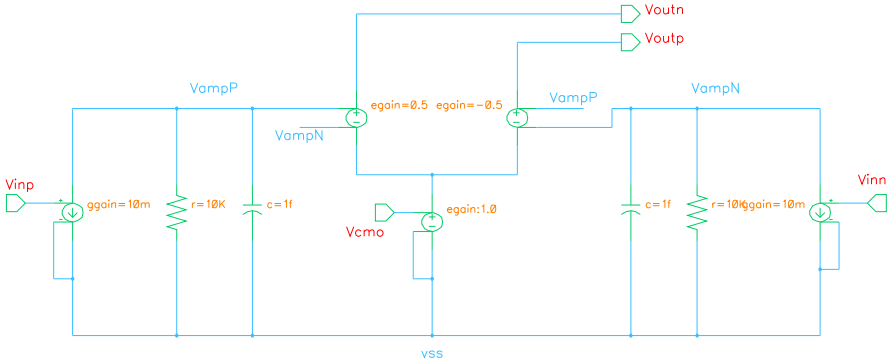 Voutn
Voutp
VampP
egain=0.5
egain=-0.5
VampP
VampN
VampN
Vinp
ggain=10m
r=10K
c=1f
egain:1.0
Vcmo
c=1f
r=10K
ggain=10m
Vinn
vss